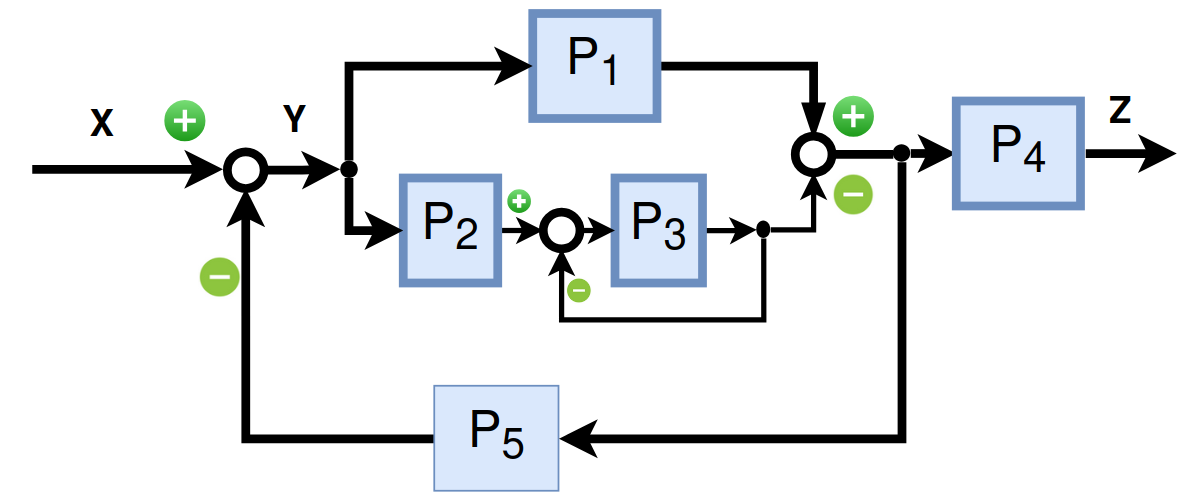 P₁
X
+
Y
+
P₄
Z
P₂
+
P₃
−
−
−
P₅